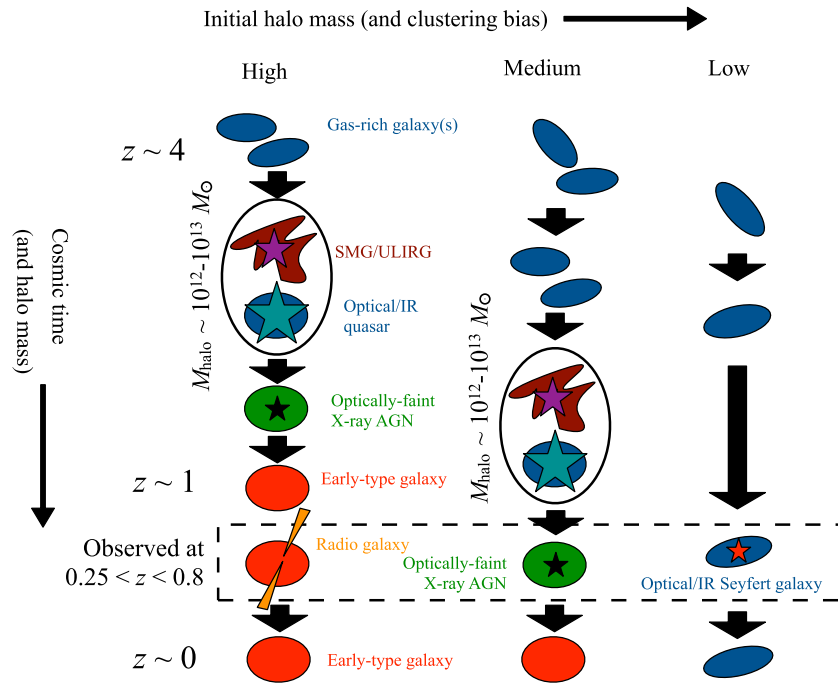 Initial halo mass (and clustering bias)
High
Medium
Low
z ~ 4
Gas-rich galaxy(s)
M_halo ~ 10^12-10^13 M⊙
SMG/ULIRG
Optical/IR
quasar
Cosmic time
(and halo mass)
M_halo ~ 10^12-10^13 M⊙
Optically-faint
X-ray AGN
z ~ 1
Early-type galaxy
Observed at
0.25 < z < 0.8
Radio galaxy
Optically-faint
X-ray AGN
Optical/IR Seyfert galaxy
z ~ 0
Early-type galaxy